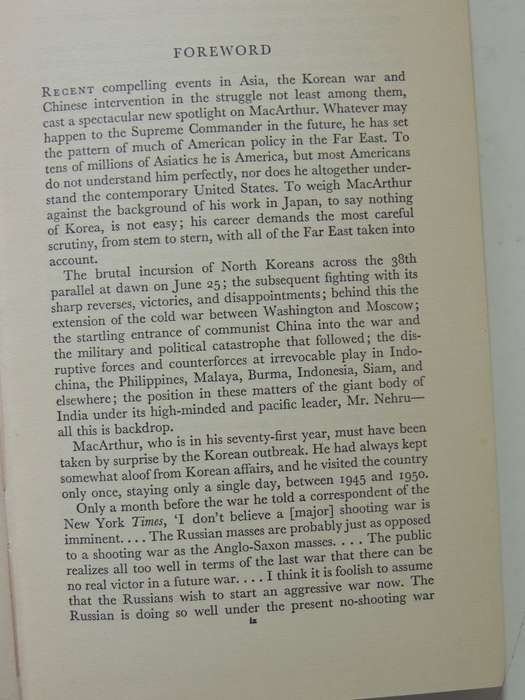 FOREWORD
RECENT compelling events in Asia, the Korean war and
Chinese intervention in the struggle not least among them,
cast a spectacular new spotlight on MacArthur. Whatever may
happen to the Supreme Commander in the future, he has set
the pattern of much of American policy in the Far East. To
tens of millions of Asiatics he is America, but most Americans
do not understand him perfectly, nor does he altogether under-
stand the contemporary United States. To weigh MacArthur
against the background of his work in Japan, to say nothing
of Korea, is not easy; his career demands the most careful
scrutiny, from stem to stern, with all of the Far East taken into
account.
The brutal incursion of North Koreans across the 38th
parallel at dawn on June 25; the subsequent fighting with its
sharp reverses, victories, and disappointments; behind this the
extension of the cold war between Washington and Moscow;
the startling entrance of communist China into the war and
the military and political catastrophe that followed; the dis-
ruptive forces and counterforces at irrevocable play in Indo-
china, the Philippines, Malaya, Burma, Indonesia, Siam, and
elsewhere; the position in these matters of the giant body of
India under its high-minded and pacific leader, Mr. Nehru—
all this is backdrop.
MacArthur, who is in his seventy-first year, must have been
taken by surprise by the Korean outbreak. He had always kept
somewhat aloof from Korean affairs, and he visited the country
only once, staying only a single day, between 1945 and 1950.
Only a month before the war he told a correspondent of the
New York Times, 'I don't believe a [major] shooting war is
imminent. . . . The Russian masses are probably just as opposed
to a shooting war as the Anglo-Saxon masses. . . . The public
realizes all too well in terms of the last war that there can be
no real victor in a future war. . . . I think it is foolish to assume
that the Russians wish to start an aggressive war now. The
Russian is doing so well under the present no-shooting war
ix